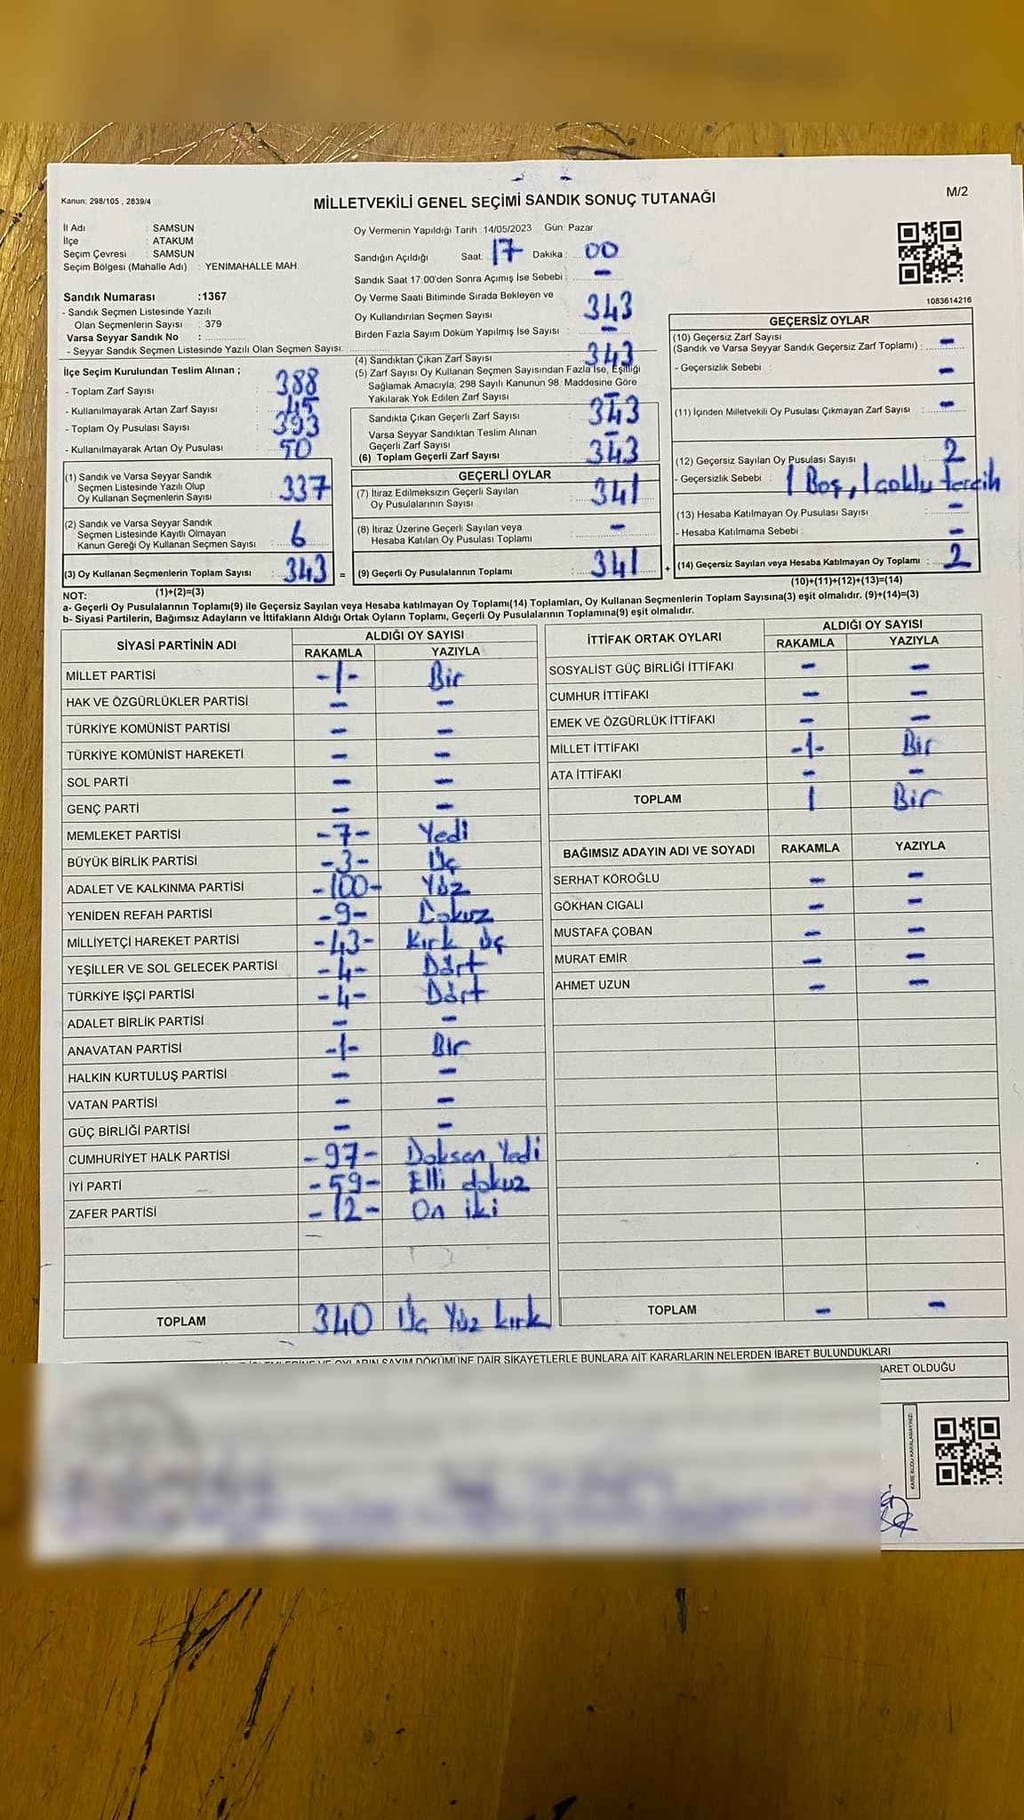 Kanun: 298/105 , 2839/4
MİLLETVEKİLİ GENEL SEÇİMİ SANDIK SONUÇ TUTANAĞI
M/2
İl Adı : SAMSUN
İlçe : ATAKUM
Seçim Çevresi : SAMSUN
Seçim Bölgesi (Mahalle Adı) : YENIMAHALLE MAH.
Sandık Numarası :1367
- Sandık Seçmen Listesinde Yazılı
Olan Seçmenlerin Sayısı : 379
Varsa Seyyar Sandık No :
- Seyyar Sandık Seçmen Listesinde Yazılı Olan Seçmen Sayısı:
İlçe Seçim Kurulundan Teslim Alınan ;
- Toplam Zarf Sayısı : 388
- Kullanılmayarak Artan Zarf Sayısı : 45
- Toplam Oy Pusulası Sayısı : 393
- Kullanılmayarak Artan Oy Pusulası : 50
(1) Sandık ve Varsa Seyyar Sandık
Seçmen Listesinde Yazılı Olup
Oy Kullanan Seçmenlerin Sayısı : 337
(2) Sandık ve Varsa Seyyar Sandık
Seçmen Listesinde Kayıtlı Olmayan
Kanun Gereği Oy Kullanan Seçmen Sayısı : 6
(3) Oy Kullanan Seçmenlerin Toplam Sayısı : 343 =
(1)+(2)=(3)
Oy Vermenin Yapıldığı Tarih :14/05/2023 Gün: Pazar
Sandığın Açıldığı Saat: 17 Dakika : 00
Sandık Saat 17.00'den Sonra Açımış İse Sebebi : -
Oy Verme Saati Bitiminde Sırada Bekleyen ve
Oy Kullandırılan Seçmen Sayısı : 343
Birden Fazla Sayım Döküm Yapılmış İse Sayısı : -
(4) Sandıktan Çıkan Zarf Sayısı : 343
(5) Zarf Sayısı Oy Kullanan Seçmen Sayısından Fazla İse, Eşitliği
Sağlamak Amacıyla, 298 Sayılı Kanunun 98. Maddesine Göre
Yakılarak Yok Edilen Zarf Sayısı : -
Sandıkta Çıkan Geçerli Zarf Sayısı : 343
Varsa Seyyar Sandıktan Teslim Alınan
Geçerli Zarf Sayısı : -
(6) Toplam Geçerli Zarf Sayısı : 343
GEÇERLİ OYLAR
(7) İtiraz Edilmeksizin Geçerli Sayılan
Oy Pusulalarının Sayısı : 341
(8) İtiraz Üzerine Geçerli Sayılan veya
Hesaba Katılan Oy Pusulası Toplamı : -
(9) Geçerli Oy Pusulalarının Toplamı : 341 +
1083614216
GEÇERSİZ OYLAR
(10) Geçersiz Zarf Sayısı
(Sandık ve Varsa Seyyar Sandık Geçersiz Zarf Toplamı) : -
- Geçersizlik Sebebi : -
(11) İçinden Milletvekili Oy Pusulası Çıkmayan Zarf Sayısı : -
(12) Geçersiz Sayılan Oy Pusulası Sayısı : 2
- Geçersizlik Sebebi : 1 Boş, 1 çoklu tercih
(13) Hesaba Katılmayan Oy Pusulası Sayısı : -
- Hesaba Katılmama Sebebi : -
(14) Geçersiz Sayılan veya Hesaba Katılmayan Oy Toplamı : 2
(10)+(11)+(12)+(13)=(14)
NOT:
a- Geçerli Oy Pusulalarının Toplamı(9) ile Geçersiz Sayılan veya Hesaba katılmayan Oy Toplamı(14) Toplamları, Oy Kullanan Seçmenlerin Toplam Sayısına(3) eşit olmalıdır. (9)+(14)=(3)
b- Siyasi Partilerin, Bağımsız Adayların ve İttifakların Aldığı Ortak Oyların Toplamı, Geçerli Oy Pusulalarının Toplamına(9) eşit olmalıdır.
SİYASİ PARTİNİN ADI ALDIĞI OY SAYISI
RAKAMLA YAZIYLA
MİLLET PARTİSİ -1- Bir
HAK VE ÖZGÜRLÜKLER PARTİSİ - -
TÜRKİYE KOMÜNİST PARTİSİ - -
TÜRKİYE KOMÜNİST HAREKETİ - -
SOL PARTİ - -
GENÇ PARTİ - -
MEMLEKET PARTİSİ -7- Yedi
BÜYÜK BİRLİK PARTİSİ -3- Üç
ADALET VE KALKINMA PARTİSİ -100- Yüz
YENİDEN REFAH PARTİSİ -9- Dokuz
MİLLİYETÇİ HAREKET PARTİSİ -43- Kırk üç
YEŞİLLER VE SOL GELECEK PARTİSİ -4- Dört
TÜRKİYE İŞÇİ PARTİSİ -4- Dört
ADALET BİRLİK PARTİSİ - -
ANAVATAN PARTİSİ -1- Bir
HALKIN KURTULUŞ PARTİSİ - -
VATAN PARTİSİ - -
GÜÇ BİRLİĞİ PARTİSİ - -
CUMHURİYET HALK PARTİSİ -97- Doksan Yedi
İYİ PARTİ -59- Elli dokuz
ZAFER PARTİSİ -12- On iki
TOPLAM 340 Üç Yüz kırk
İTTİFAK ORTAK OYLARI ALDIĞI OY SAYISI
RAKAMLA YAZIYLA
SOSYALİST GÜÇ BİRLİĞİ İTTİFAKI - -
CUMHUR İTTİFAKI - -
EMEK VE ÖZGÜRLÜK İTTİFAKI - -
MİLLET İTTİFAKI -1- Bir
ATA İTTİFAKI - -
TOPLAM 1 Bir
BAĞIMSIZ ADAYIN ADI VE SOYADI RAKAMLA YAZIYLA
SERHAT KÖROĞLU - -
GÖKHAN CIGALI - -
MUSTAFA ÇOBAN - -
MURAT EMİR - -
AHMET UZUN - -
TOPLAM - -
OYLARIN SAYIM DÖKÜMÜNE DAİR ŞİKAYETLERLE BUNLARA AİT KARARLARIN NELERDEN İBARET BULUNDUKLARI
İBARET OLDUĞU